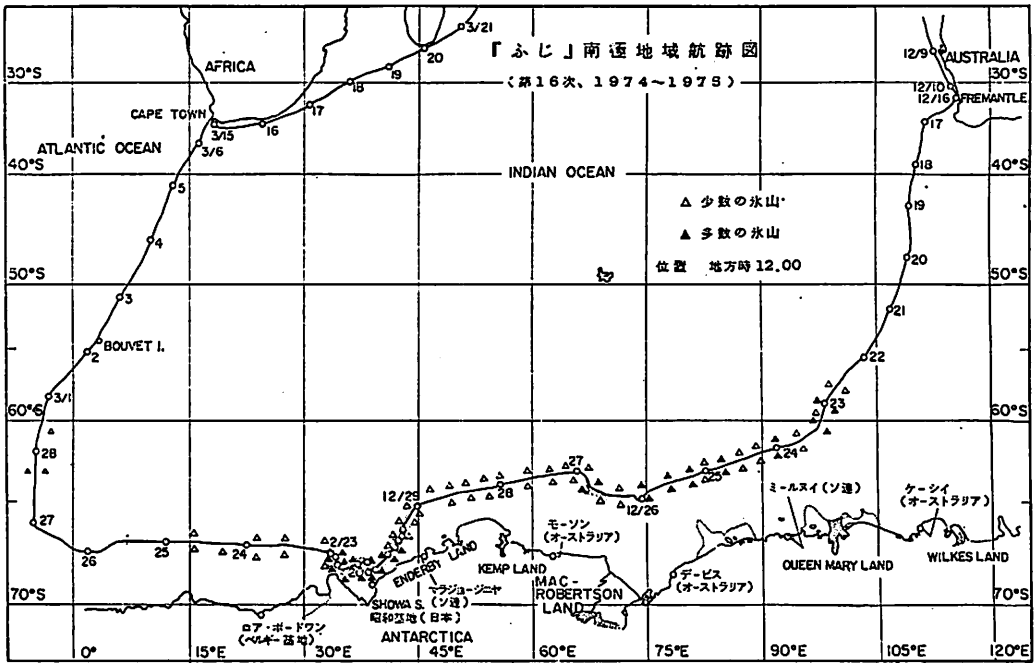 『ふじ』南極地域航跡図
(第16次、1974〜1975)
3/21
20
19
18
17
16
3/15
AFRICA
CAPE TOWN
3/6
ATLANTIC OCEAN
INDIAN OCEAN
12/9
AUSTRALIA
12/10
12/16
FREMANTLE
17
18
19
20
21
22
23
24
25
12/26
27
28
12/29
30°S
30°S
40°S
40°S
50°S
50°S
60°S
60°S
70°S
70°S
△ 少数の氷山
▲ 多数の氷山
位置 地方時12.00
5
4
3
2
BOUVET I.
3/1
28
27
26
25
24
22
2/23
ミールヌイ(ソ連)
ケーシイ
(オーストラリア)
モーソン
(オーストラリア)
デービス
(オーストラリア)
ENDERBY LAND
KEMP LAND
MAC-
ROBERTSON
LAND
QUEEN MARY LAND
WILKES LAND
マラジョージニヤ
(ソ連)
SHOWA S.
昭和基地(日本)
ロア・ボードワン
(ベルギー基地)
ANTARCTICA
0°
15°E
30°E
45°E
60°E
75°E
90°E
105°E
120°E